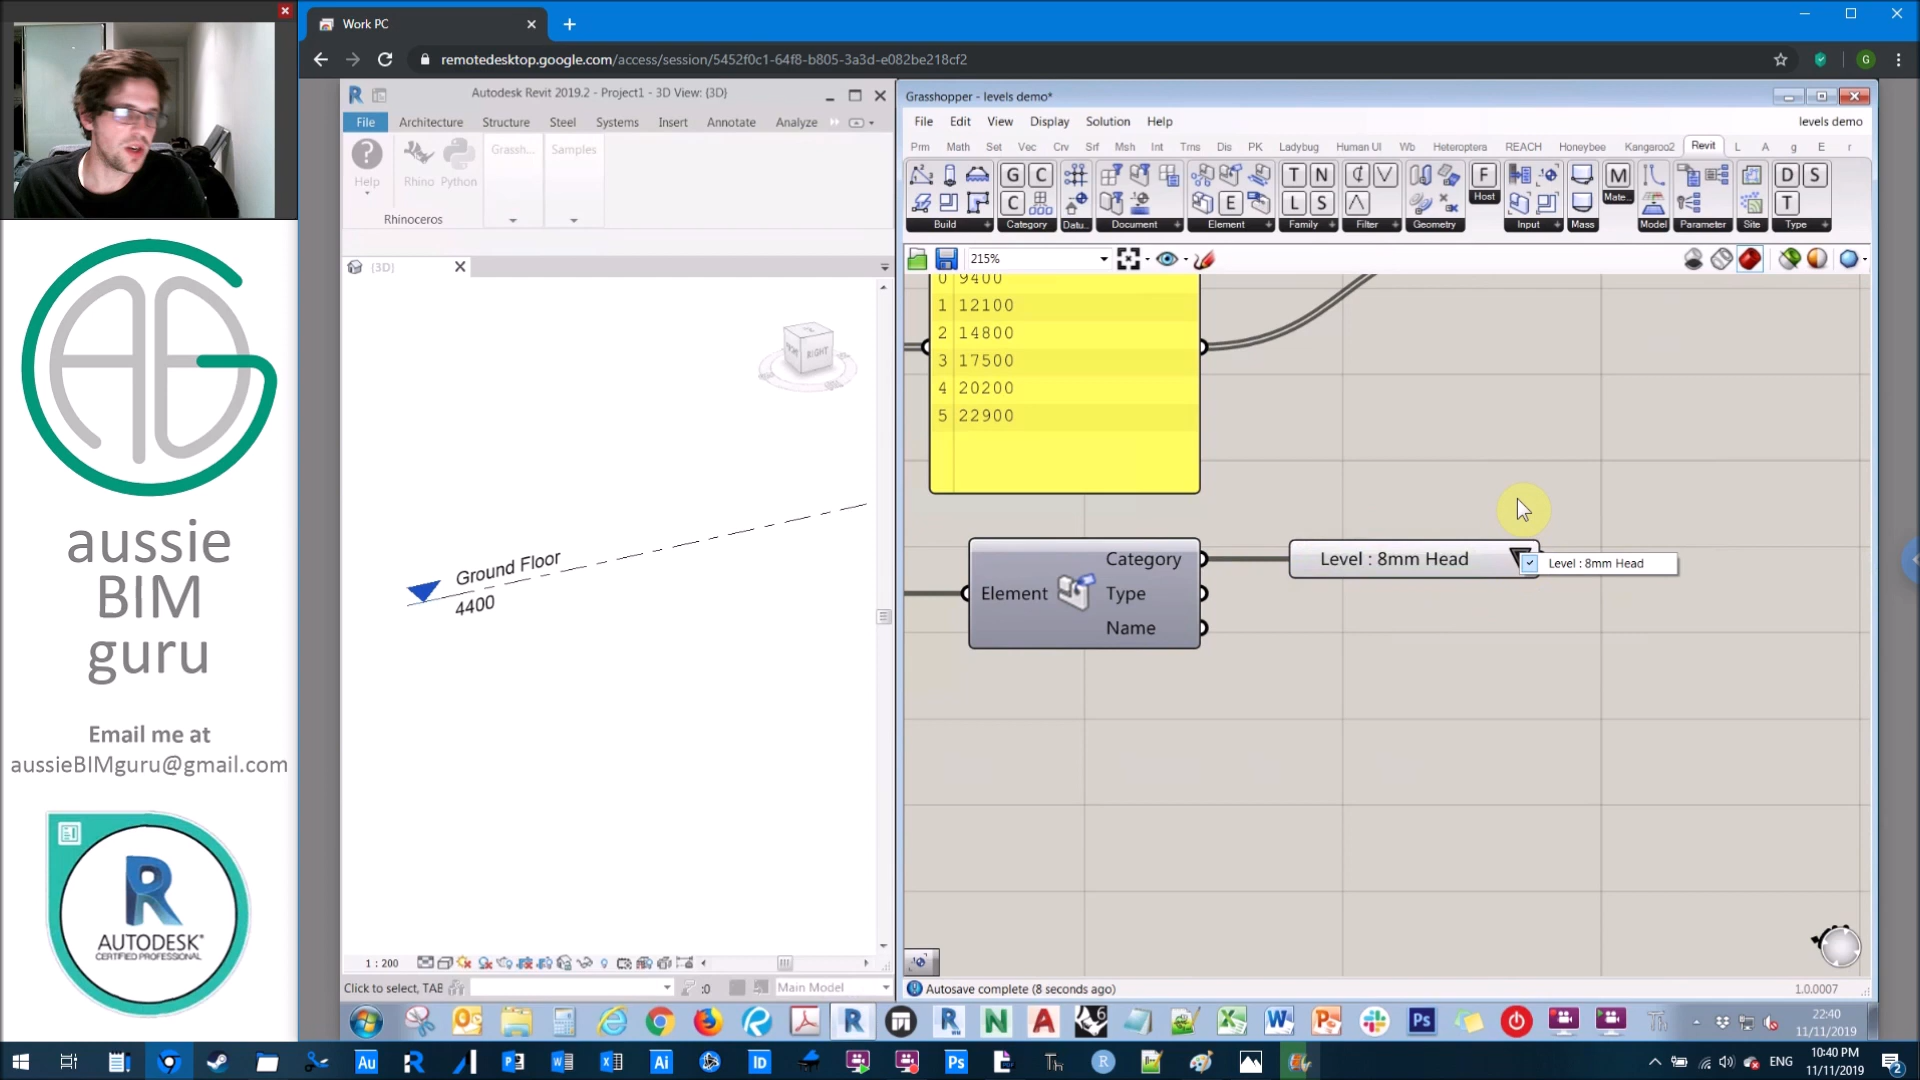 Work PC
remotedesktop.google.com/access/session/5452f0c1-64f8-b805-3a3d-e082be218cf2
G
Autodesk Revit 2019.2 - Project1 - 3D View: {3D}
File Architecture Structure Steel Systems Insert Annotate Analyze
Help Rhino Python Grassh... Samples
Rhinoceros
{3D}
RIGHT
Ground Floor
4400
1 : 200
Click to select, TAB :0 Main Model
Grasshopper - levels demo*
File Edit View Display Solution Help levels demo
Prm Math Set Vec Crv Srf Msh Int Trns Dis PK Ladybug Human UI Wb Heteroptera REACH Honeybee Kangaroo2 Revit L A g E r
G C T N F M D S
C E L S Host Mate... T
Build Category Datu... Document Element Family Filter Geometry Input Mass Model Parameter Site Type
215%
0 9400
1 12100
2 14800
3 17500
4 20200
5 22900
Element
Category
Type
Name
Level : 8mm Head
Level : 8mm Head
Autosave complete (8 seconds ago) 1.0.0007
AG
aussie
BIM
guru
Email me at
aussieBIMguru@gmail.com
R
AUTODESK®
CERTIFIED PROFESSIONAL
22:40
11/11/2019
ENG
10:40 PM
11/11/2019
2